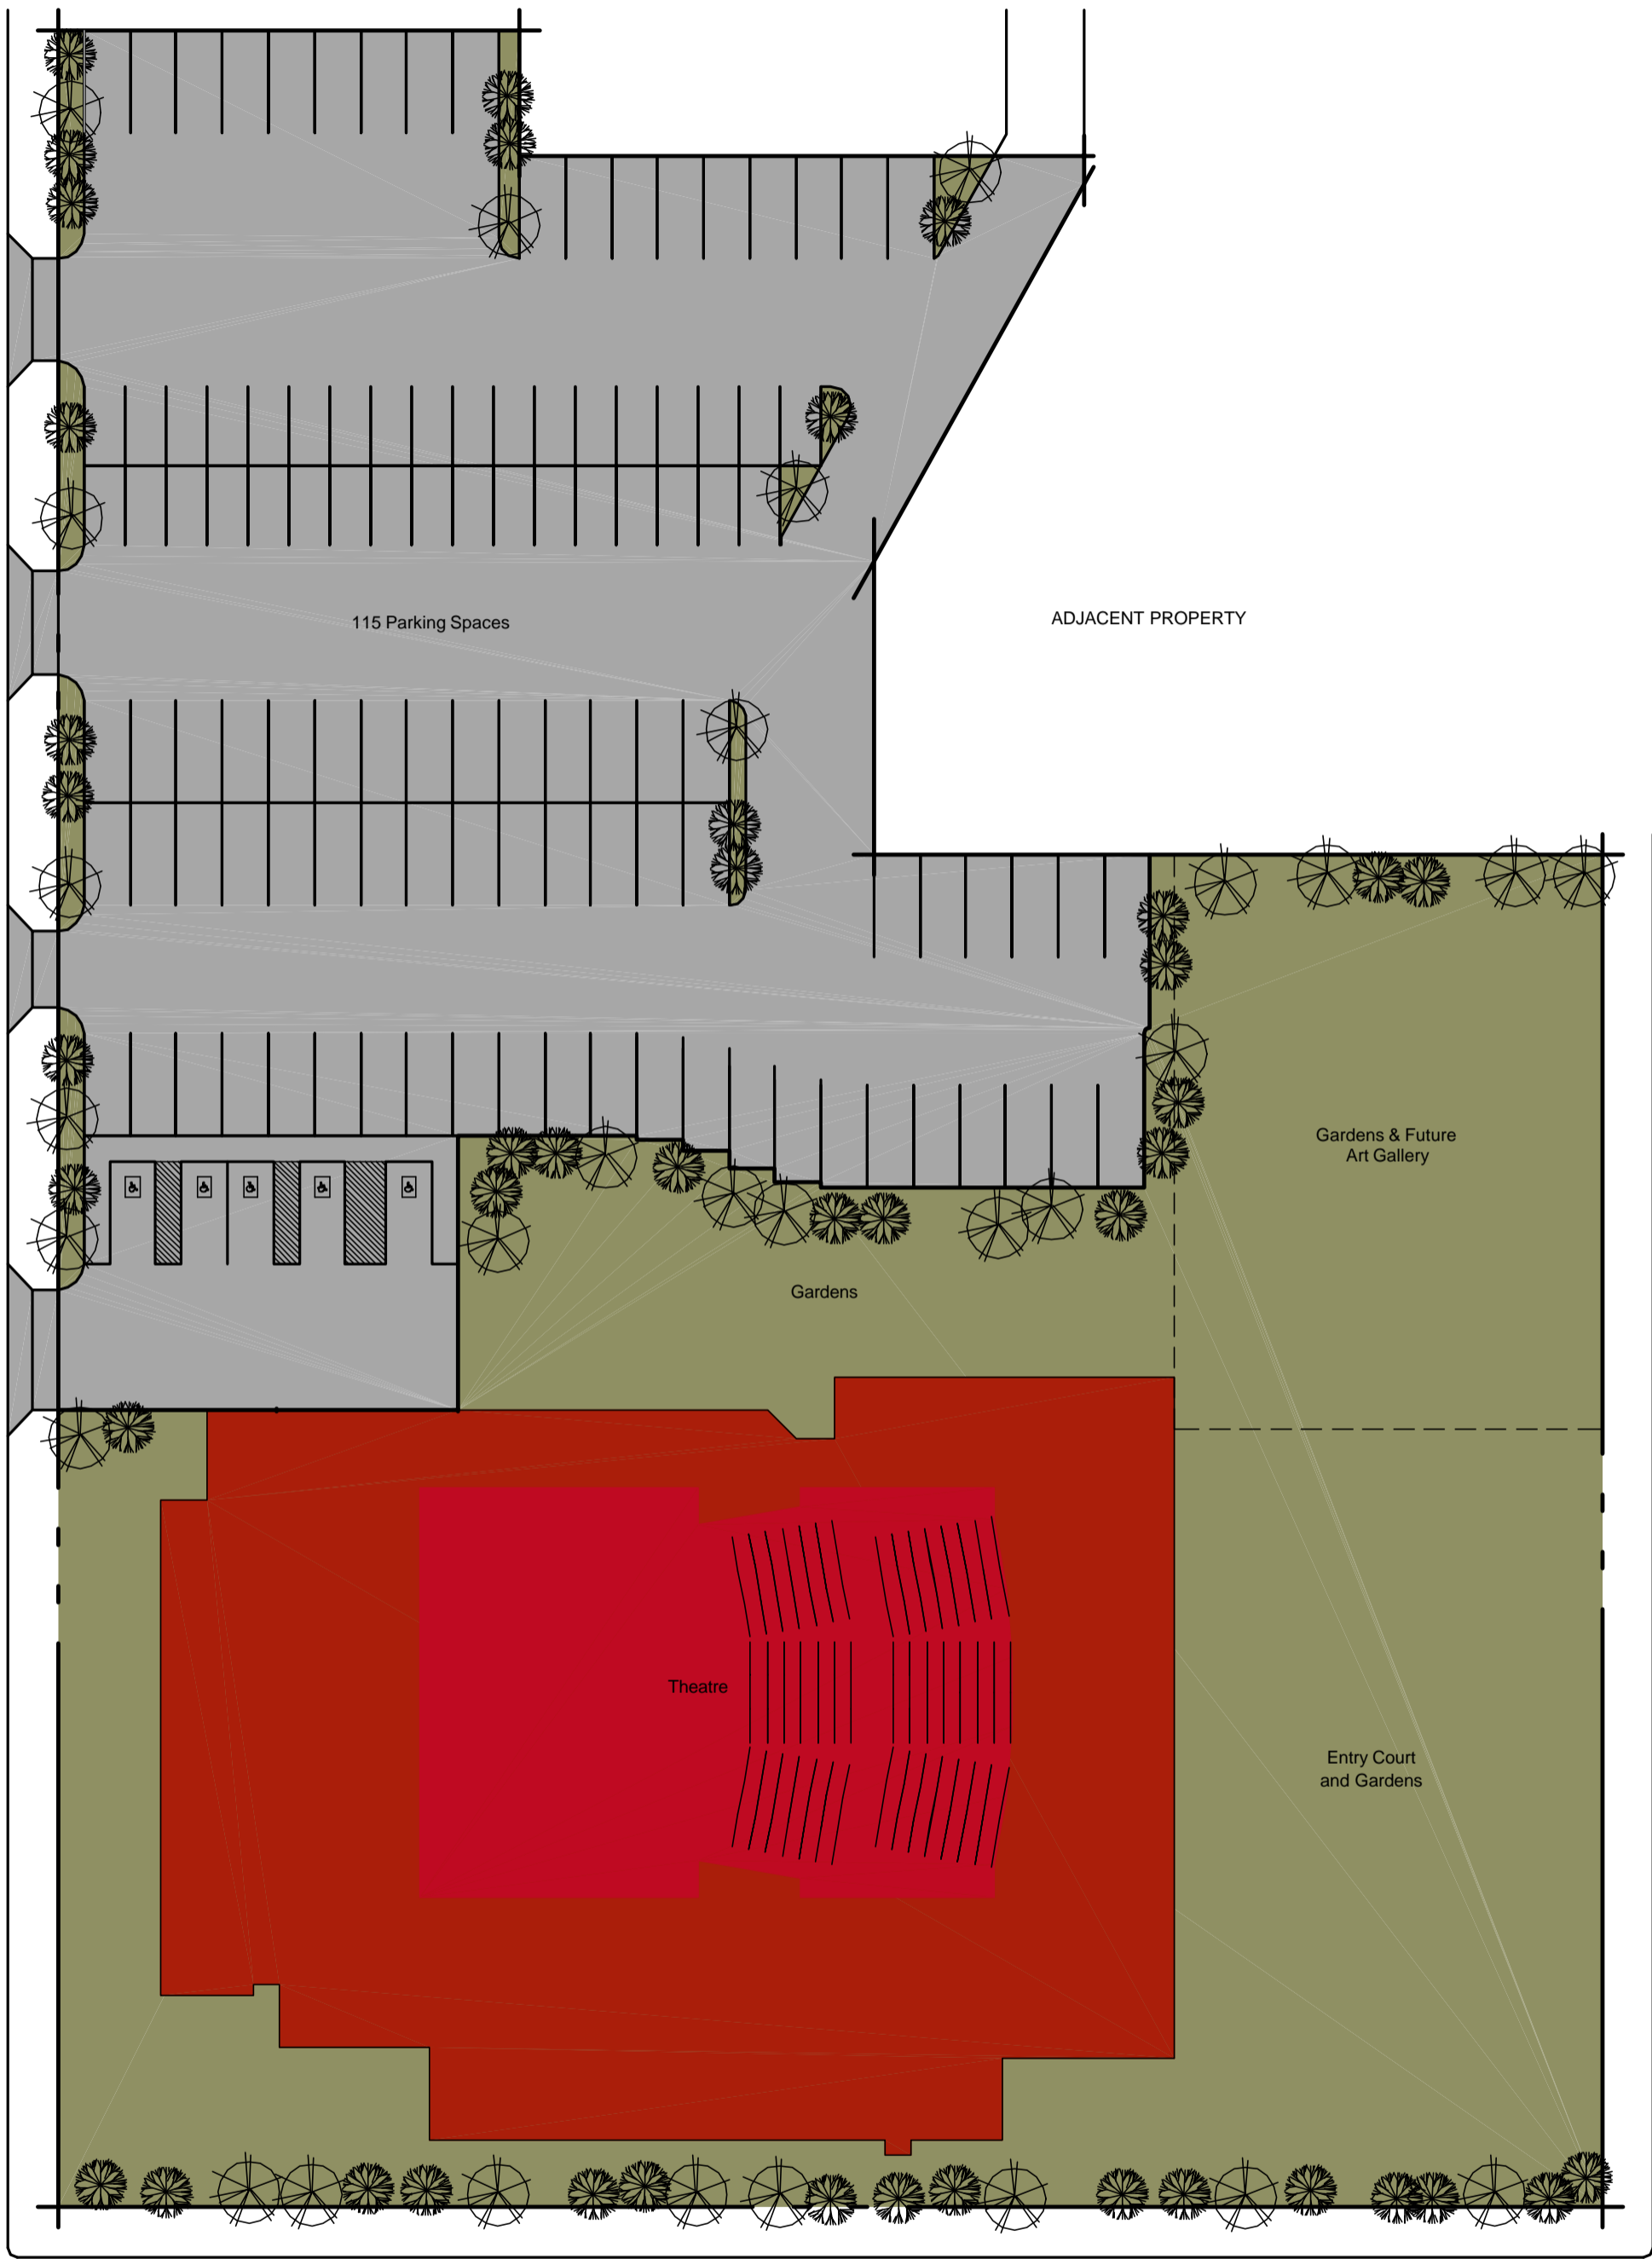 115 Parking Spaces
ADJACENT PROPERTY
Gardens & Future
Art Gallery
Gardens
Theatre
Entry Court
and Gardens